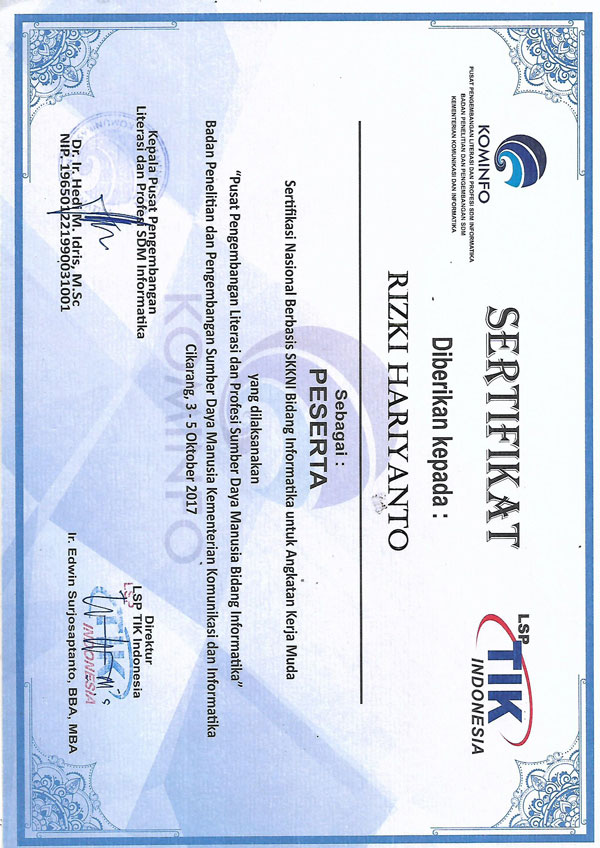 KOMINFO
PUSAT PENGEMBANGAN LITERASI DAN PROFESI SDM INFORMATIKA
BADAN PENELITIAN DAN PENGEMBANGAN SDM
KEMENTERIAN KOMUNIKASI DAN INFORMATIKA
LSP
TIK
INDONESIA
SERTIFIKAT
Diberikan kepada :
RIZKI HARIYANTO
Sebagai :
PESERTA
Sertifikasi Nasional Berbasis SKKNI Bidang Informatika untuk Angkatan Kerja Muda
yang dilaksanakan
“Pusat Pengembangan Literasi dan Profesi Sumber Daya Manusia Bidang Informatika”
Badan Penelitian dan Pengembangan Sumber Daya Manusia Kementerian Komunikasi dan Informatika
Cikarang, 3 - 5 Oktober 2017
KOMINFO
Kepala Pusat Pengembangan
Literasi dan Profesi SDM Informatika
Dr. Ir. Hedi M. Idris, M.Sc
NIP. 196501221990031001
Direktur
LSP TIK Indonesia
LSP
TIK
INDONESIA
Ir. Edwin Surjosaptanto, BBA, MBA